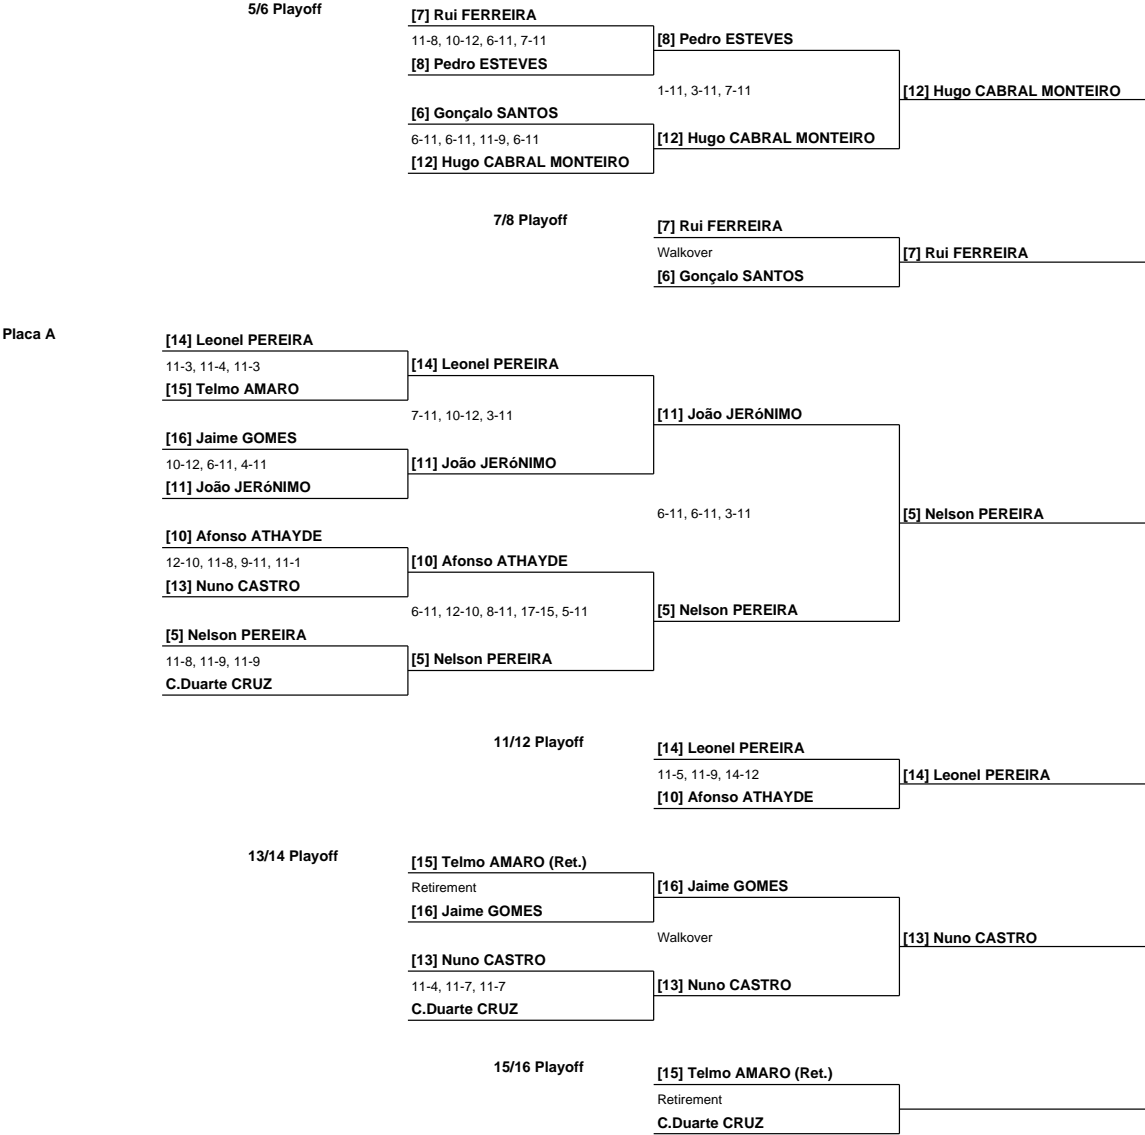 5/6 Playoff
[7] Rui FERREIRA
11-8, 10-12, 6-11, 7-11
[8] Pedro ESTEVES
[8] Pedro ESTEVES
1-11, 3-11, 7-11
[12] Hugo CABRAL MONTEIRO
[6] Gonçalo SANTOS
6-11, 6-11, 11-9, 6-11
[12] Hugo CABRAL MONTEIRO
[12] Hugo CABRAL MONTEIRO
7/8 Playoff
[7] Rui FERREIRA
Walkover
[7] Rui FERREIRA
[6] Gonçalo SANTOS
Placa A
[14] Leonel PEREIRA
11-3, 11-4, 11-3
[14] Leonel PEREIRA
[15] Telmo AMARO
7-11, 10-12, 3-11
[11] João JERóNIMO
[16] Jaime GOMES
10-12, 6-11, 4-11
[11] João JERóNIMO
[11] João JERóNIMO
6-11, 6-11, 3-11
[5] Nelson PEREIRA
[10] Afonso ATHAYDE
12-10, 11-8, 9-11, 11-1
[10] Afonso ATHAYDE
[13] Nuno CASTRO
6-11, 12-10, 8-11, 17-15, 5-11
[5] Nelson PEREIRA
[5] Nelson PEREIRA
11-8, 11-9, 11-9
[5] Nelson PEREIRA
C.Duarte CRUZ
11/12 Playoff
[14] Leonel PEREIRA
11-5, 11-9, 14-12
[14] Leonel PEREIRA
[10] Afonso ATHAYDE
13/14 Playoff
[15] Telmo AMARO (Ret.)
Retirement
[16] Jaime GOMES
[16] Jaime GOMES
Walkover
[13] Nuno CASTRO
[13] Nuno CASTRO
11-4, 11-7, 11-7
[13] Nuno CASTRO
C.Duarte CRUZ
15/16 Playoff
[15] Telmo AMARO (Ret.)
Retirement
C.Duarte CRUZ